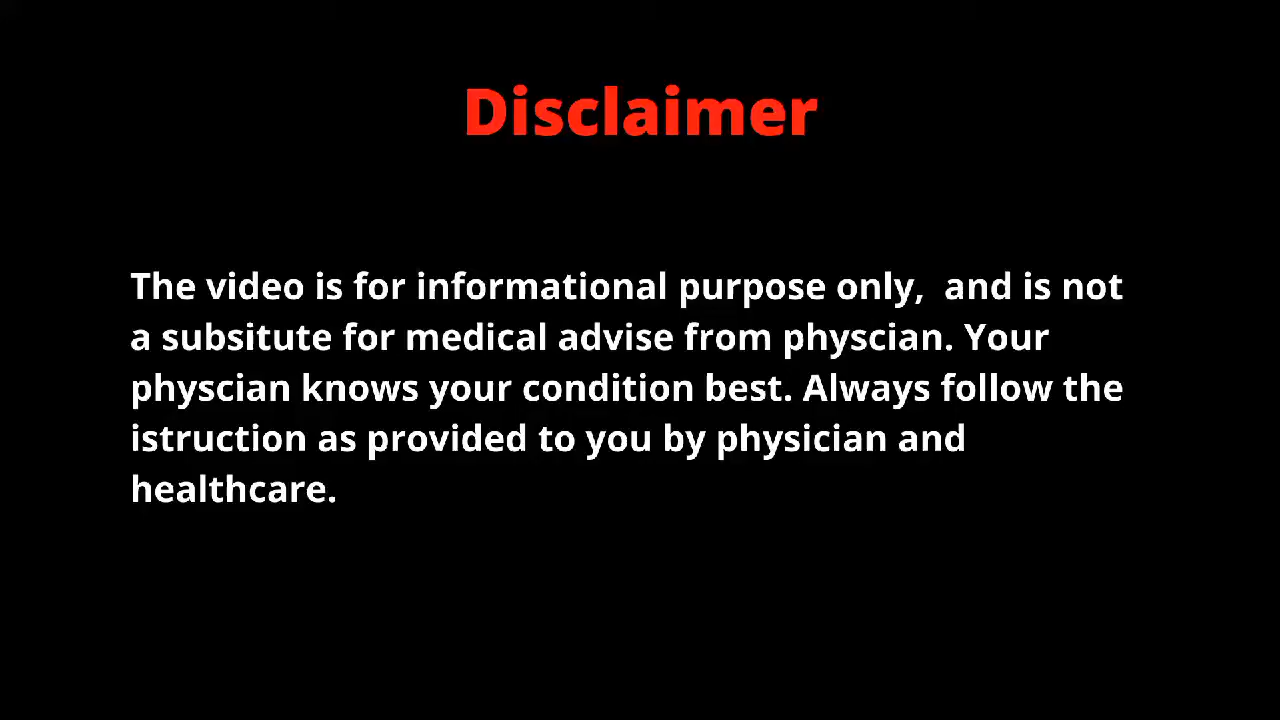 Disclaimer
The video is for informational purpose only,  and is not
a subsitute for medical advise from physcian. Your
physcian knows your condition best. Always follow the
istruction as provided to you by physician and
healthcare.